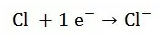 Cl + 1 e⁻ → Cl⁻